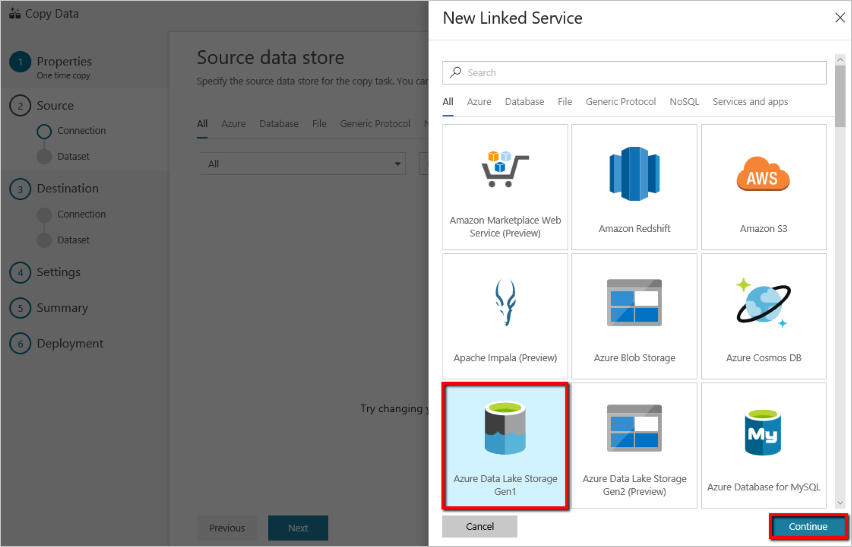 Copy Data
1 Properties
One time copy
2 Source
Connection
Dataset
3 Destination
Connection
Dataset
4 Settings
5 Summary
6 Deployment
Source data store
Specify the source data store for the copy task. You can
All Azure Database File Generic Protocol
All
Try changing
Previous Next
New Linked Service
Search
All Azure Database File Generic Protocol NoSQL Services and apps
Amazon Marketplace Web
Service (Preview)
Amazon Redshift
AWS
Amazon S3
Apache Impala (Preview)
Azure Blob Storage
Azure Cosmos DB
Azure Data Lake Storage
Gen1
Azure Data Lake Storage
Gen2 (Preview)
My
Azure Database for MySQL
Cancel Continue